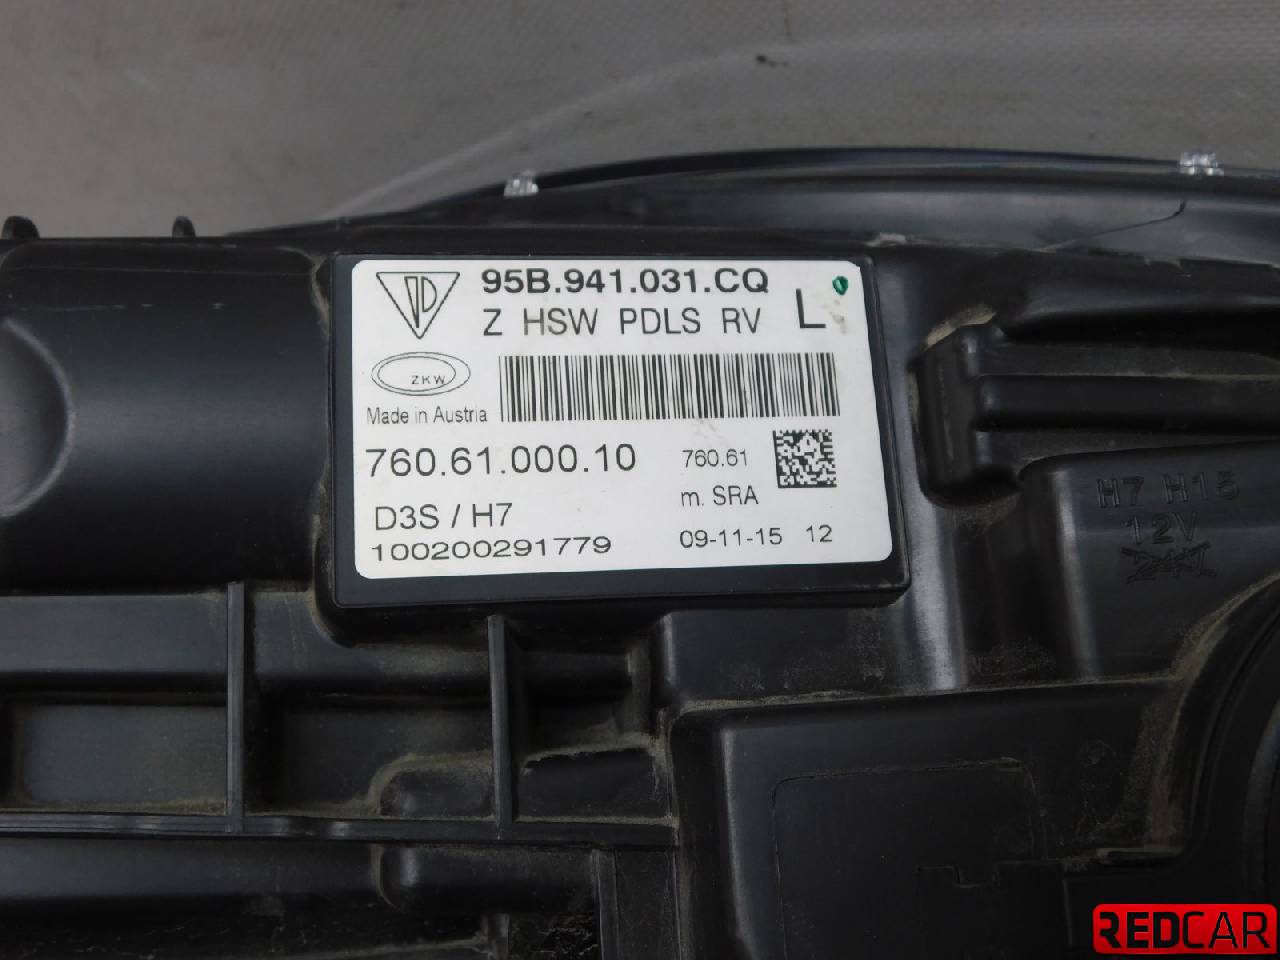 95B.941.031.CQ
Z HSW PDLS RV L
ZKW
Made in Austria
760.61.000.10
760.61
m. SRA
D3S / H7
100200291779
09-11-15 12
H7 H15
12V
24V
REDCAR